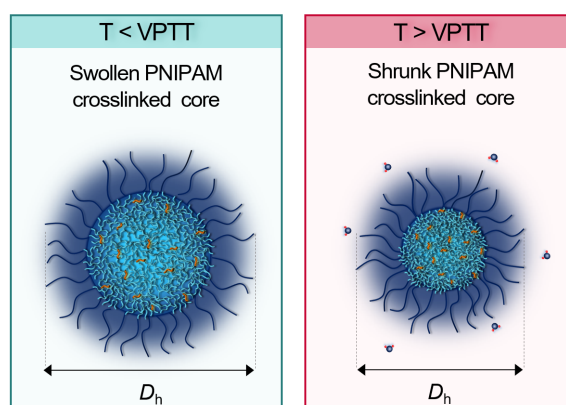 T < VPTT
Swollen PNIPAM
crosslinked core
Dh
T > VPTT
Shrunk PNIPAM
crosslinked core
Dh